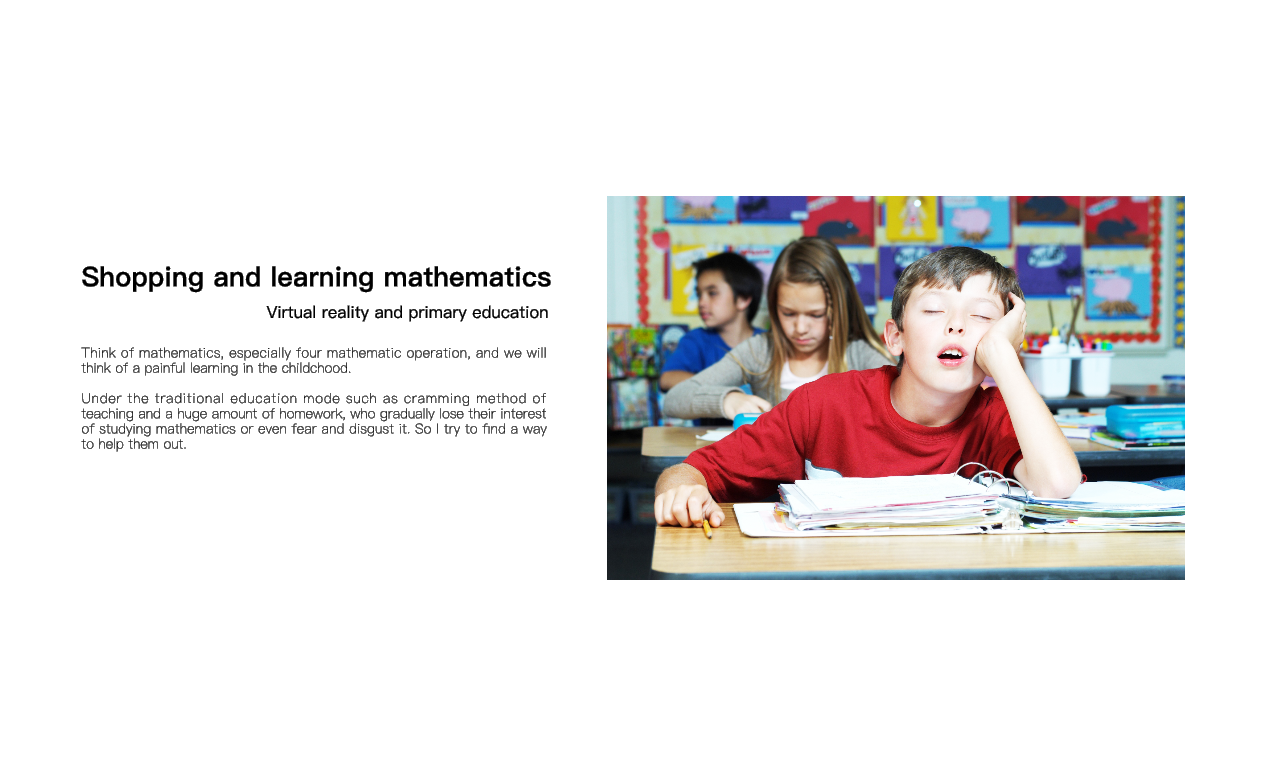 Shopping and learning mathematics
Virtual reality and primary education
Think of mathematics, especially four mathematic operation, and we will
think of a painful learning in the childchood.
Under the traditional education mode such as cramming method of
teaching and a huge amount of homework, who gradually lose their interest
of studying mathematics or even fear and disgust it. So I try to find a way
to help them out.